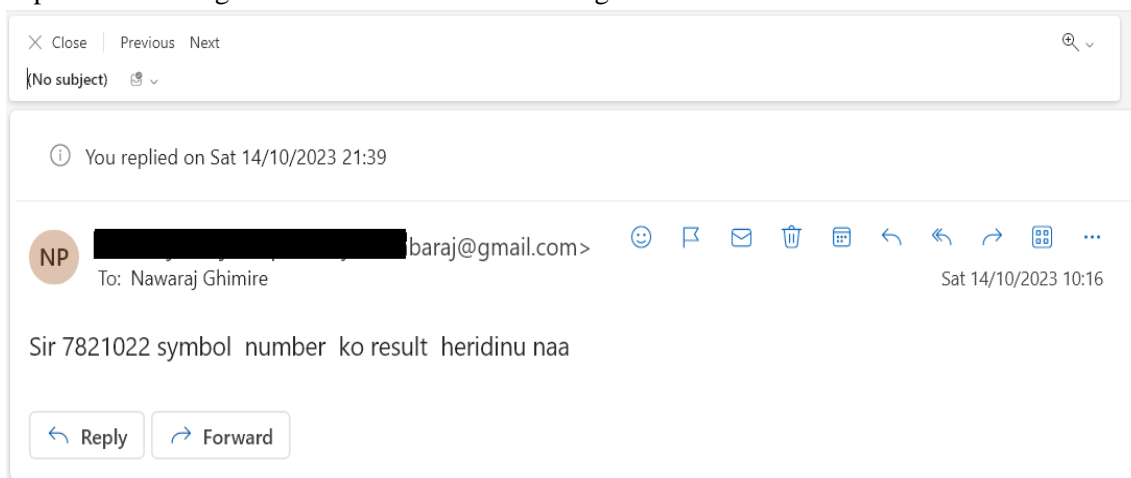 Close Previous Next
(No subject)
You replied on Sat 14/10/2023 21:39
NP
baraj@gmail.com>
To: Nawaraj Ghimire
Sat 14/10/2023 10:16
Sir 7821022 symbol number ko result heridinu naa
Reply Forward